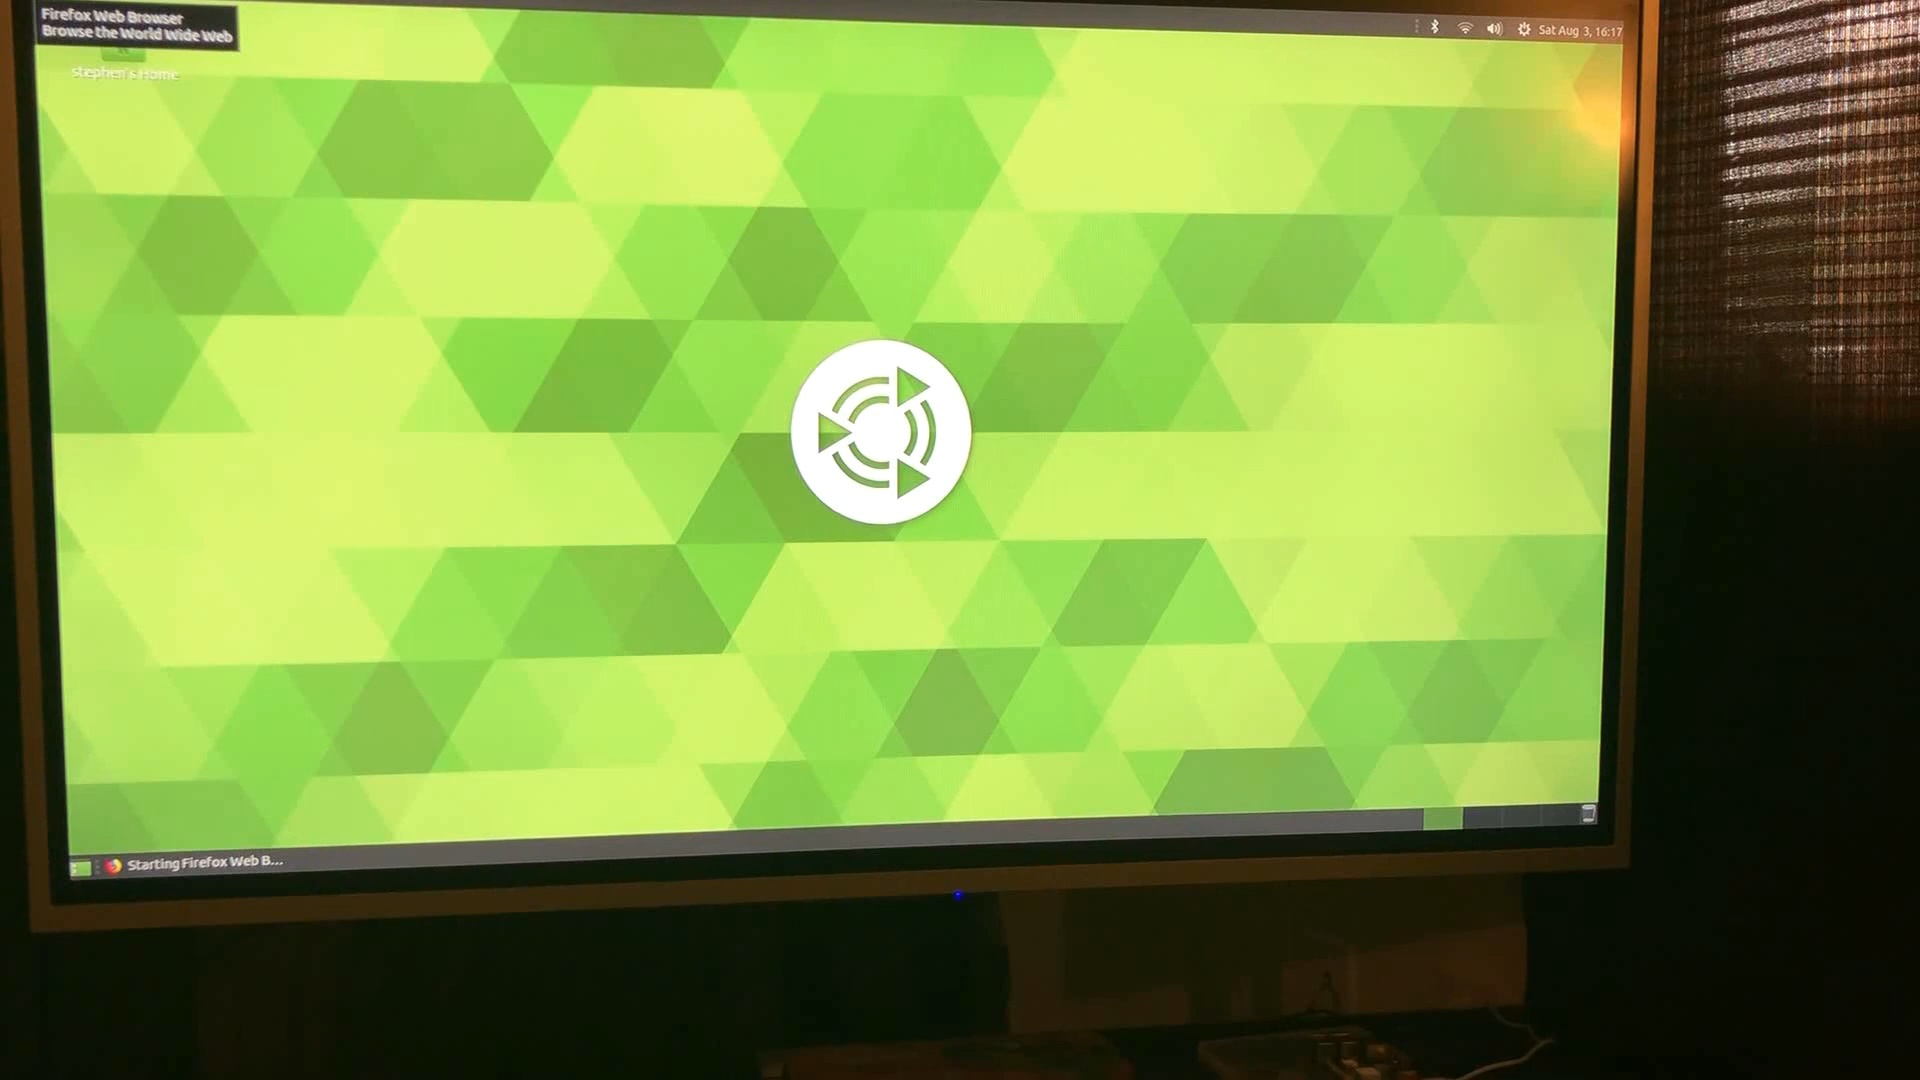 Firefox Web Browser
Browse the World Wide Web
stephen's Home
Sat Aug 3, 16:17
Starting Firefox Web B...